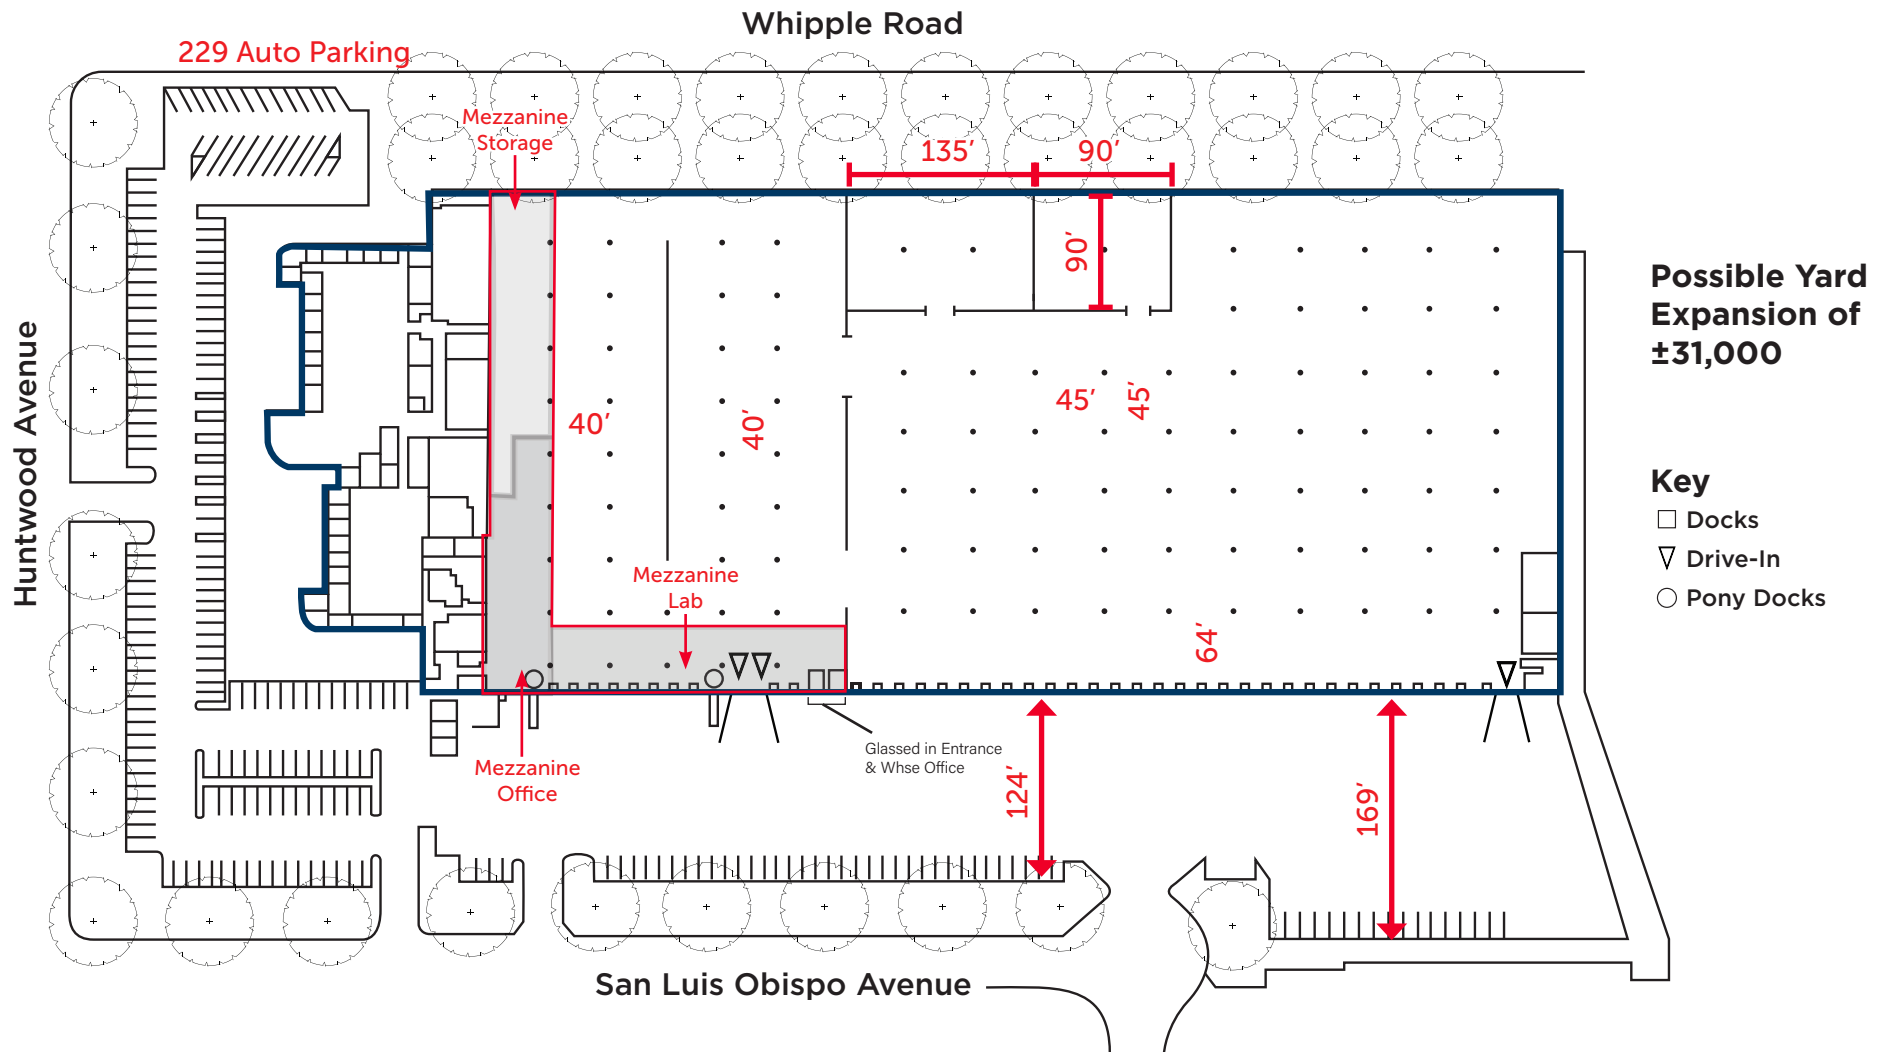 Whipple Road
229 Auto Parking
Mezzanine
Storage
135’
90’
90’
Possible Yard
Expansion of
±31,000
Huntwood Avenue
40’
40’
45’
45’
Key
Docks
Drive-In
Pony Docks
Mezzanine
Lab
64’
Mezzanine
Office
Glassed in Entrance
& Whse Office
124’
169’
San Luis Obispo Avenue